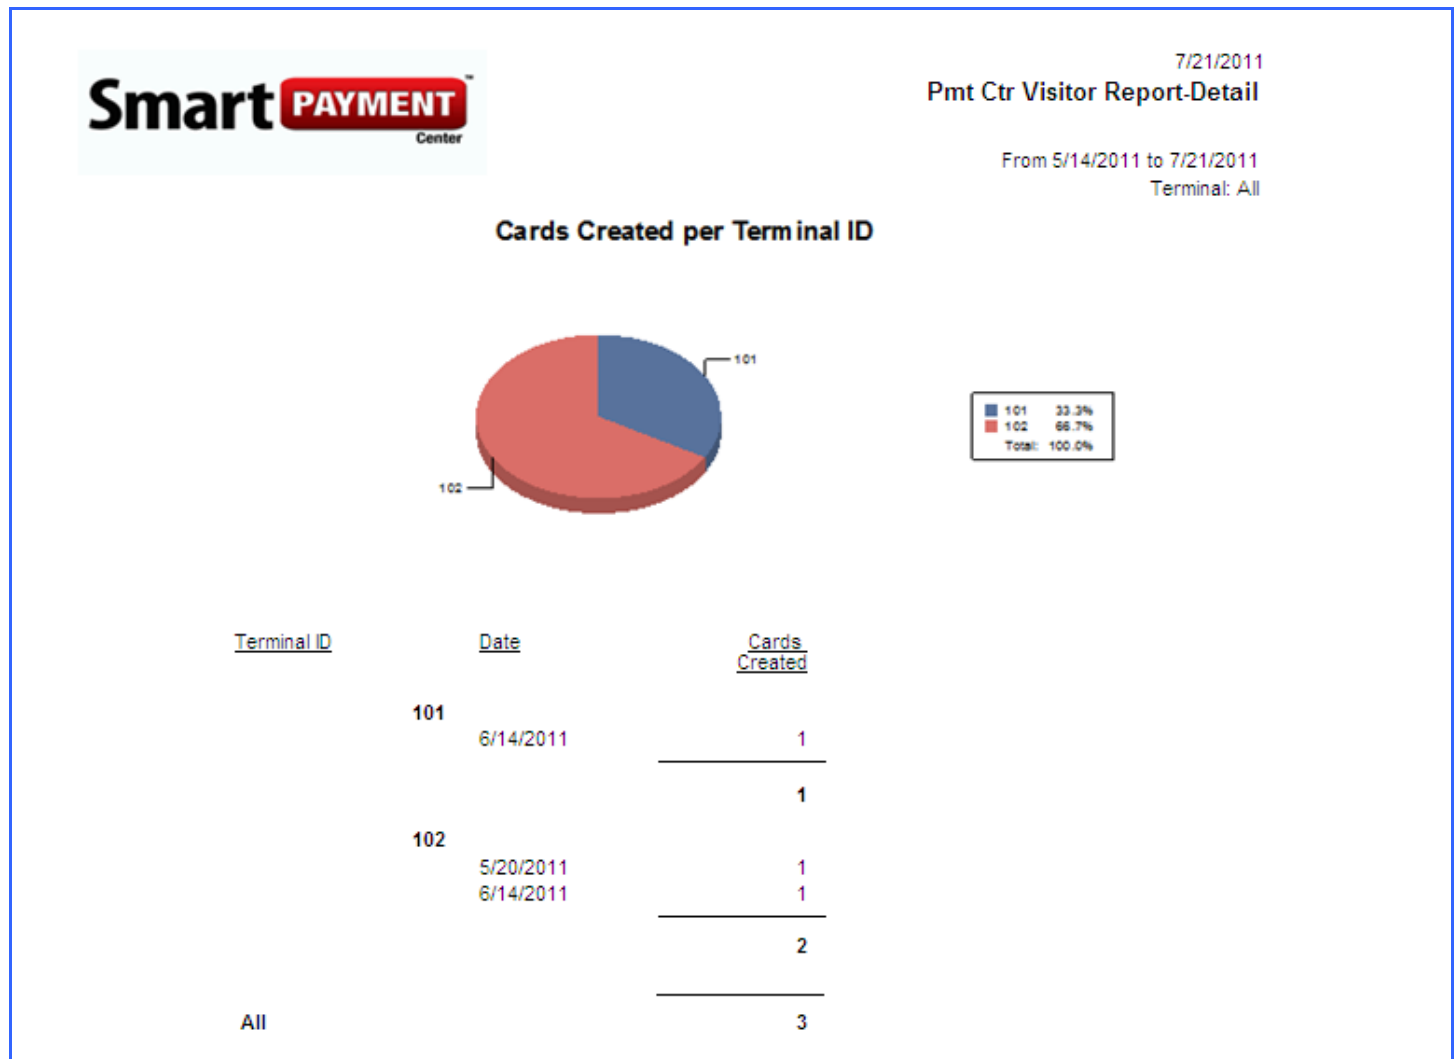 7/21/2011
Smart PAYMENT™
Center
Pmt Ctr Visitor Report-Detail
From 5/14/2011 to 7/21/2011
Terminal: All
Cards Created per Terminal ID
101
102
101 33.3%
102 66.7%
Total: 100.0%
Terminal ID Date Cards
Created
101
6/14/2011 1
1
102
5/20/2011 1
6/14/2011 1
2
All 3